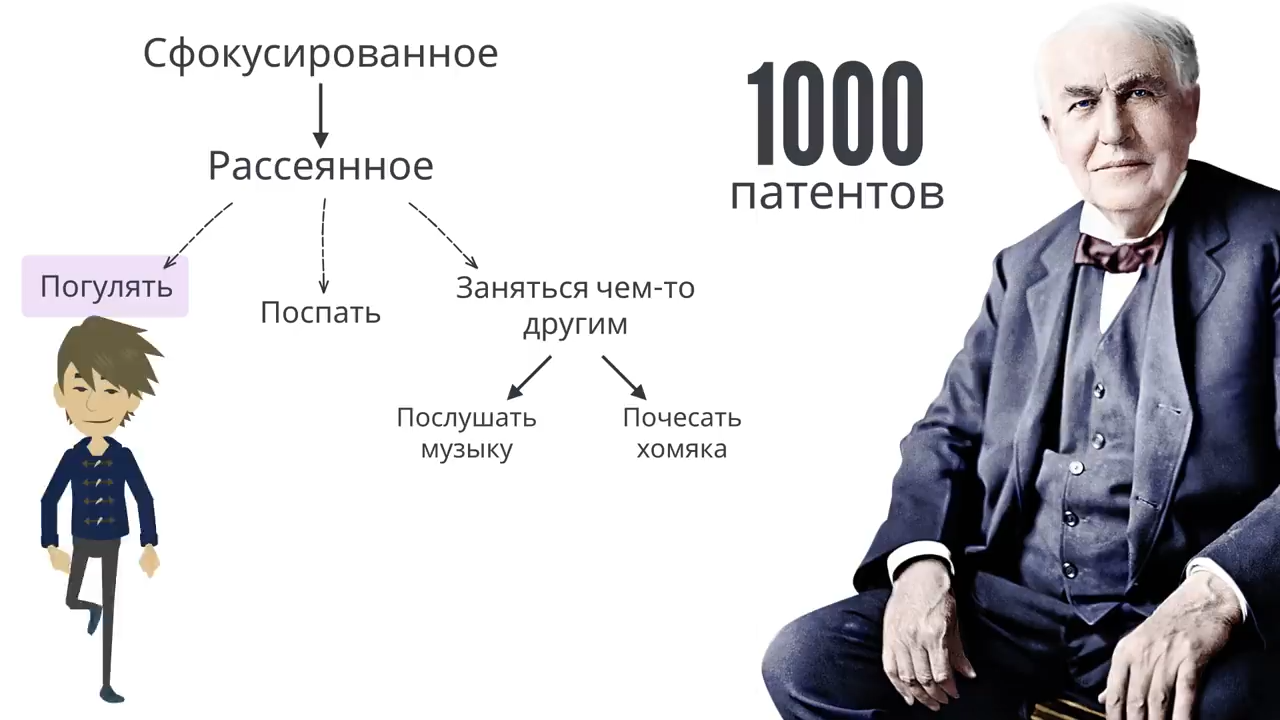 Сфокусированное
Рассеянное
Погулять
Поспать
Заняться чем-то
другим
Послушать
музыку
Почесать
хомяка
1000
патентов